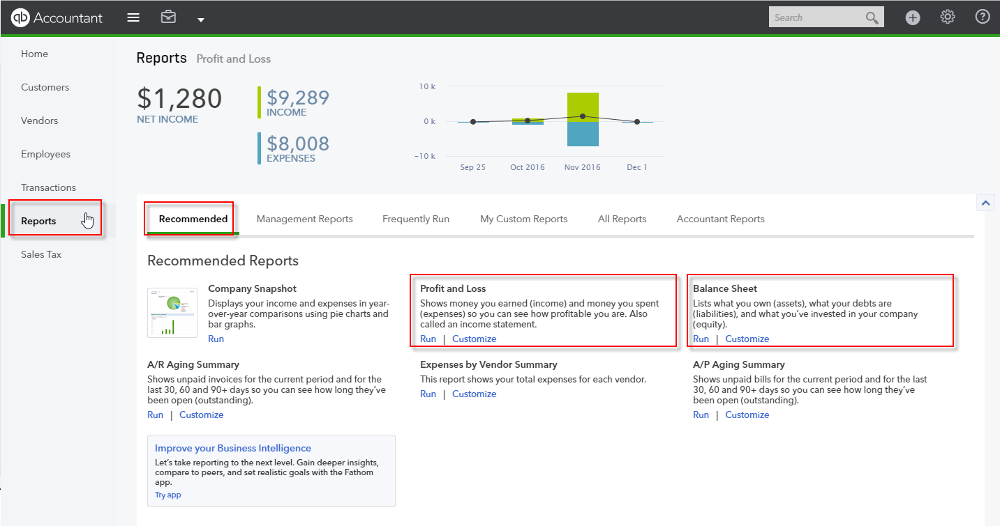 qb Accountant
Search
Home
Customers
Vendors
Employees
Transactions
Reports
Sales Tax
Reports Profit and Loss
$1,280
NET INCOME
$9,289
INCOME
$8,008
EXPENSES
10 k
0 k
−10 k
Sep 25 Oct 2016 Nov 2016 Dec 1
Recommended Management Reports Frequently Run My Custom Reports All Reports Accountant Reports
Recommended Reports
Company Snapshot
Displays your income and expenses in year-
over-year comparisons using pie charts and
bar graphs.
Run
Profit and Loss
Shows money you earned (income) and money you spent
(expenses) so you can see how profitable you are. Also
called an income statement.
Run | Customize
Balance Sheet
Lists what you own (assets), what your debts are
(liabilities), and what you've invested in your company
(equity).
Run | Customize
A/R Aging Summary
Shows unpaid invoices for the current period and for the
last 30, 60 and 90+ days so you can see how long they've
been open (outstanding).
Run | Customize
Expenses by Vendor Summary
This report shows your total expenses for each vendor.
Run | Customize
A/P Aging Summary
Shows unpaid bills for the current period and for the last
30, 60 and 90+ days so you can see how long they've
been open (outstanding).
Run | Customize
Improve your Business Intelligence
Let's take reporting to the next level. Gain deeper insights,
compare to peers, and set realistic goals with the Fathom
app.
Try app